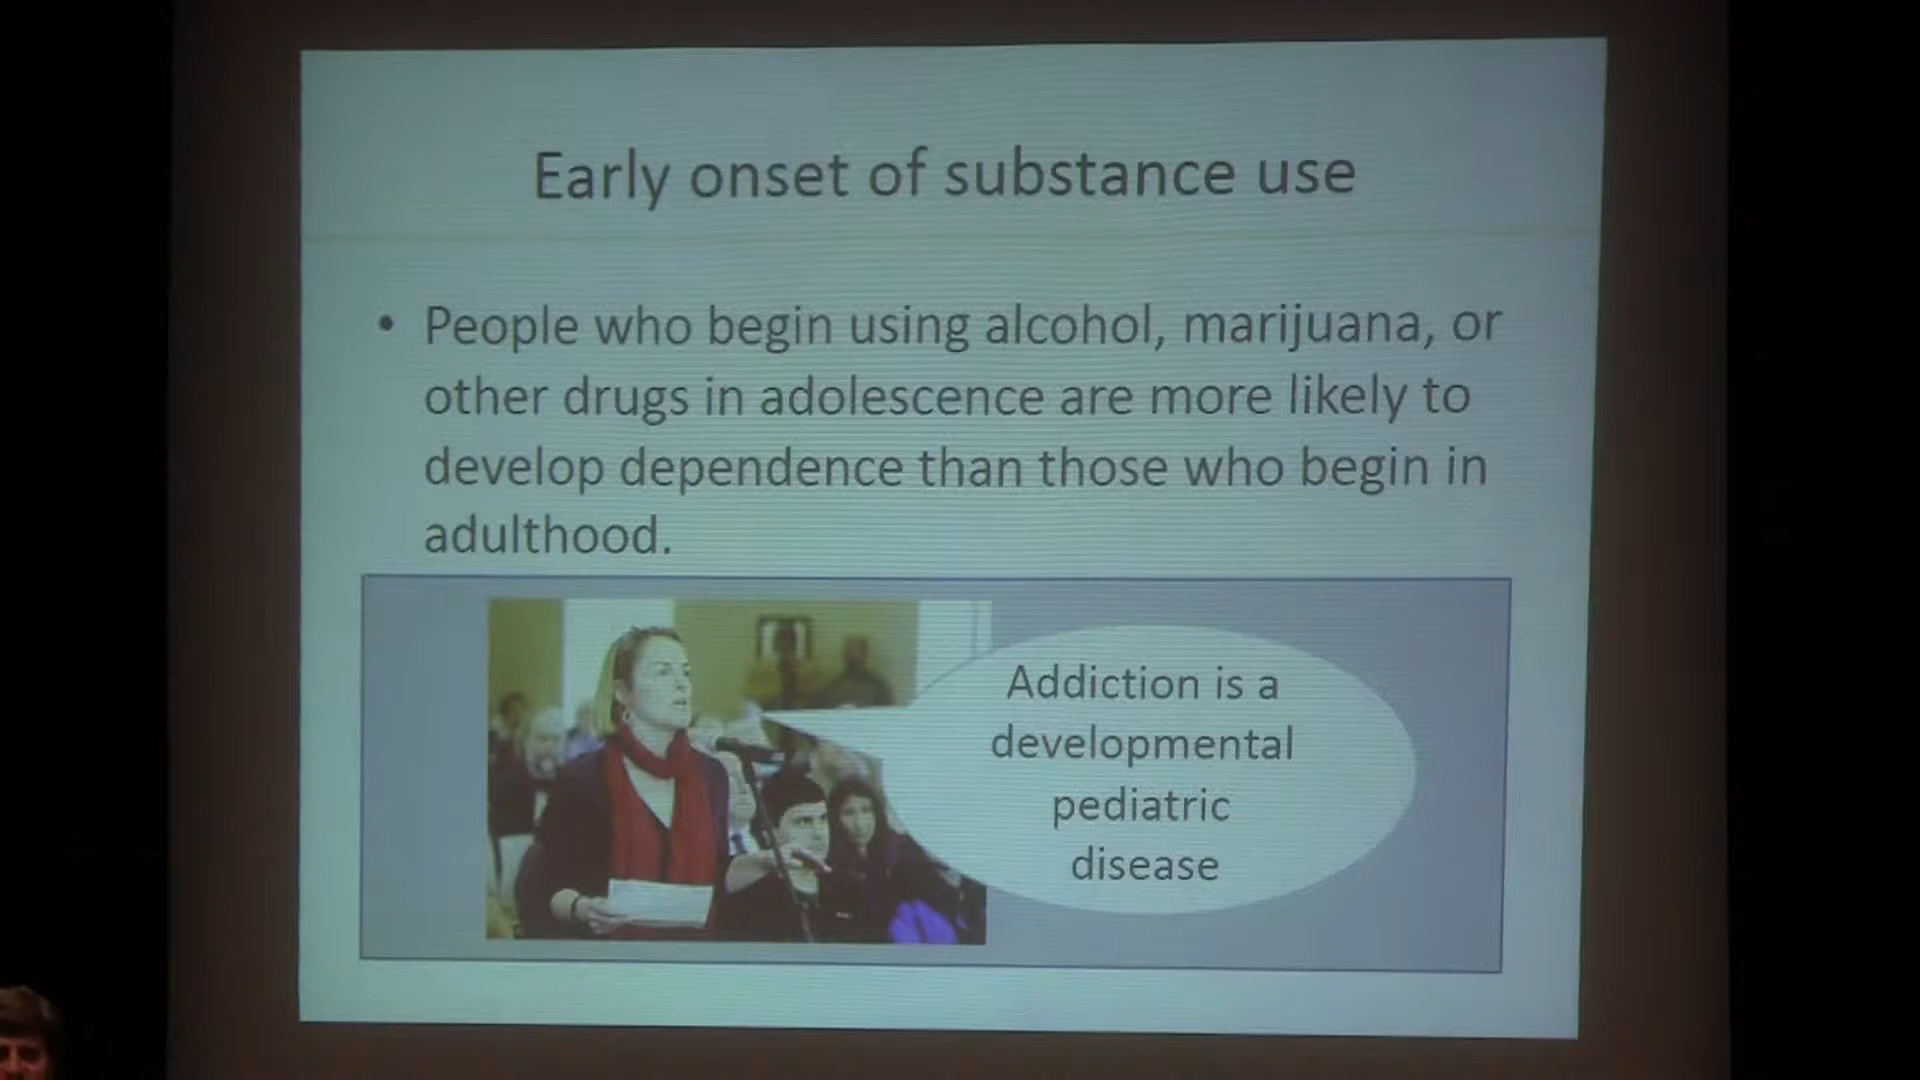 Early onset of substance use
• People who begin using alcohol, marijuana, or
other drugs in adolescence are more likely to
develop dependence than those who begin in
adulthood.
Addiction is a
developmental
pediatric
disease